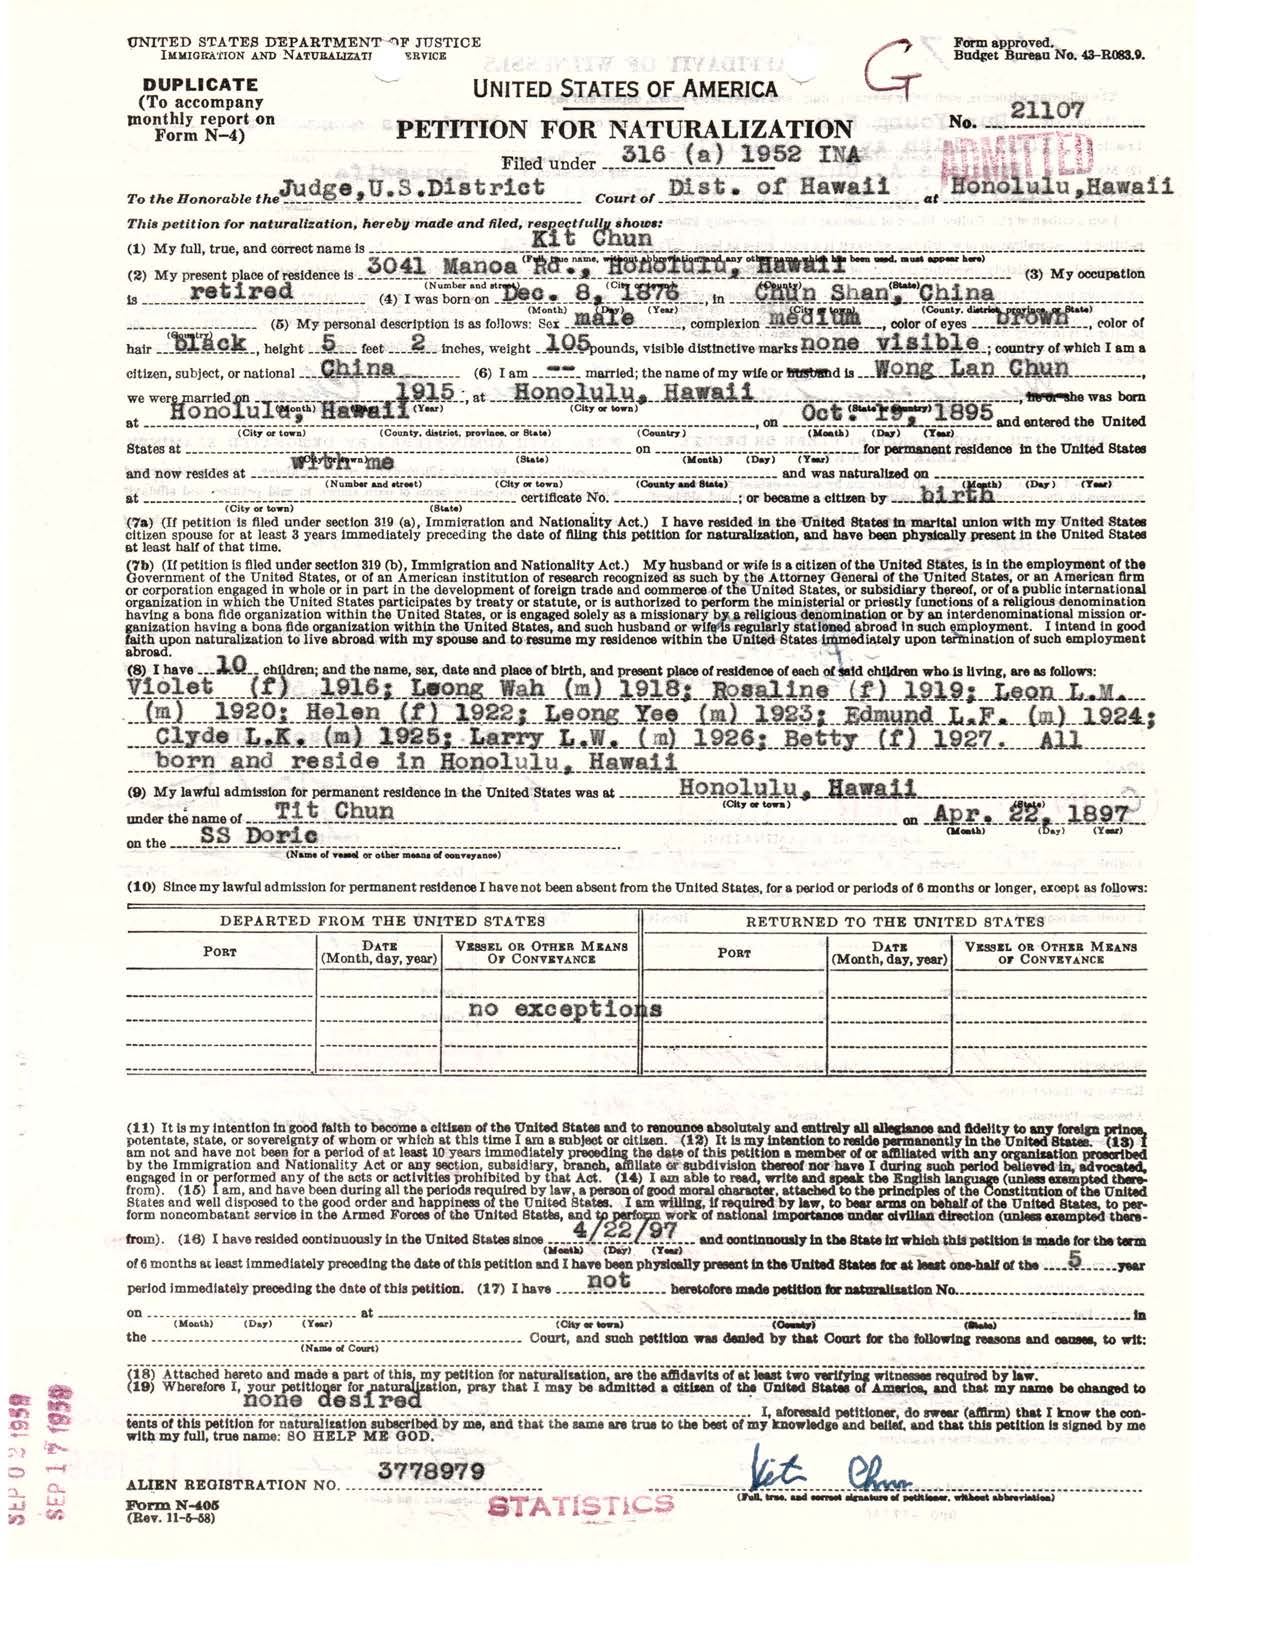 UNITED STATES DEPARTMENT OF JUSTICE
IMMIGRATION AND NATURALIZATI ERVICE
DUPLICATE
(To accompany
monthly report on
Form N-4)
G
Form approved.
Budget Bureau No. 43-R083.9.
UNITED STATES OF AMERICA
PETITION FOR NATURALIZATION
No. 21107
ADMITTED
Filed under 316 (a) 1952 INA
To the Honorable the Judge,U.S.District Court of Dist. of Hawaii at Honolulu,Hawaii
This petition for naturalization, hereby made and filed, respectfully shows:
(1) My full, true, and correct name is Kit Chun
(Full, true name, without abbreviation, and any other name which has been used, must appear here)
(2) My present place of residence is 3041 Manoa Rd., Honolulu, Hawaii (3) My occupation
(Number and street) (City or town) (County) (State)
is retired (4) I was born on Dec. 8, 1878, in Chun Shan, China
(Month) (Day) (Year) (City or town) (County, district, province, or State)
(5) My personal description is as follows: Sex male, complexion medium, color of eyes brown, color of
(Country)
hair black, height 5 feet 2 inches, weight 105 pounds, visible distinctive marks none visible; country of which I am a
citizen, subject, or national China (6) I am -- married; the name of my wife or husband is Wong Lan Chun,
we were married on 1915, at Honolulu, Hawaii, he or she was born
(Month) (Day) (Year) (City or town) (State or country)
at Honolulu, Hawaii, on Oct. 19, 1895 and entered the United
(City or town) (County, district, province, or State) (Country) (Month) (Day) (Year)
States at on for permanent residence in the United States
(City or town) (State) (Month) (Day) (Year)
and now resides at with me and was naturalized on
(Number and street) (City or town) (County and State) (Month) (Day) (Year)
at certificate No. ; or became a citizen by birth
(City or town) (State)
(7a) (If petition is filed under section 319 (a), Immigration and Nationality Act.) I have resided in the United States in marital union with my United States
citizen spouse for at least 3 years immediately preceding the date of filing this petition for naturalization, and have been physically present in the United States
at least half of that time.
(7b) (If petition is filed under section 319 (b), Immigration and Nationality Act.) My husband or wife is a citizen of the United States, is in the employment of the
Government of the United States, or of an American institution of research recognized as such by the Attorney General of the United States, or an American firm
or corporation engaged in whole or in part in the development of foreign trade and commerce of the United States, or subsidiary thereof, or of a public international
organization in which the United States participates by treaty or statute, or is authorized to perform the ministerial or priestly functions of a religious denomination
having a bona fide organization within the United States, or is engaged solely as a missionary by a religious denomination or by an interdenominational mission or-
ganization having a bona fide organization within the United States, and such husband or wife is regularly stationed abroad in such employment. I intend in good
faith upon naturalization to live abroad with my spouse and to resume my residence within the United States immediately upon termination of such employment
abroad.
(8) I have 10 children; and the name, sex, date and place of birth, and present place of residence of each of said children who is living, are as follows:
Violet (f) 1916; Leong Wah (m) 1918; Rosaline (f) 1919; Leon L.M.
(m) 1920; Helen (f) 1922; Leong Yee (m) 1923; Edmund L.F. (m) 1924;
Clyde L.K. (m) 1925; Larry L.W. (m) 1926; Betty (f) 1927. All
born and reside in Honolulu, Hawaii
(9) My lawful admission for permanent residence in the United States was at Honolulu, Hawaii
(City or town) (State)
under the name of Tit Chun on Apr. 22, 1897
(Month) (Day) (Year)
on the SS Doric
(Name of vessel or other means of conveyance)
(10) Since my lawful admission for permanent residence I have not been absent from the United States, for a period or periods of 6 months or longer, except as follows:
DEPARTED FROM THE UNITED STATES RETURNED TO THE UNITED STATES
PORT DATE (Month, day, year) VESSEL OR OTHER MEANS OF CONVEYANCE PORT DATE (Month, day, year) VESSEL OR OTHER MEANS OF CONVEYANCE
no exceptions
(11) It is my intention in good faith to become a citizen of the United States and to renounce absolutely and entirely all allegiance and fidelity to any foreign prince,
potentate, state, or sovereignty of whom or which at this time I am a subject or citizen. (12) It is my intention to reside permanently in the United States. (13) I
am not and have not been for a period of at least 10 years immediately preceding the date of this petition a member of or affiliated with any organization proscribed
by the Immigration and Nationality Act or any section, subsidiary, branch, affiliate or subdivision thereof nor have I during such period believed in, advocated,
engaged in or performed any of the acts or activities prohibited by that Act. (14) I am able to read, write and speak the English language (unless exempted there-
from). (15) I am, and have been during all the periods required by law, a person of good moral character, attached to the principles of the Constitution of the United
States and well disposed to the good order and happiness of the United States. I am willing, if required by law, to bear arms on behalf of the United States, to per-
form noncombatant service in the Armed Forces of the United States, and to perform work of national importance under civilian direction (unless exempted there-
from). (16) I have resided continuously in the United States since 4/22/97 and continuously in the State in which this petition is made for the term
(Month) (Day) (Year)
of 6 months at least immediately preceding the date of this petition and I have been physically present in the United States for at least one-half of the 5 year
period immediately preceding the date of this petition. (17) I have not heretofore made petition for naturalization No.
on at in
(Month) (Day) (Year) (City or town) (County) (State)
the Court, and such petition was denied by that Court for the following reasons and causes, to wit:
(Name of Court)
(18) Attached hereto and made a part of this, my petition for naturalization, are the affidavits of at least two verifying witnesses required by law.
(19) Wherefore I, your petitioner for naturalization, pray that I may be admitted a citizen of the United States of America, and that my name be changed to
none desired
I, aforesaid petitioner, do swear (affirm) that I know the con-
tents of this petition for naturalization subscribed by me, and that the same are true to the best of my knowledge and belief, and that this petition is signed by me
with my full, true name: SO HELP ME GOD.
ALIEN REGISTRATION NO. 3778979
Kit Chun
(Full, true, and correct signature of petitioner, without abbreviation)
Form N-405
(Rev. 11-5-58)
STATISTICS
SEP 02 1959
SEP 17 1959